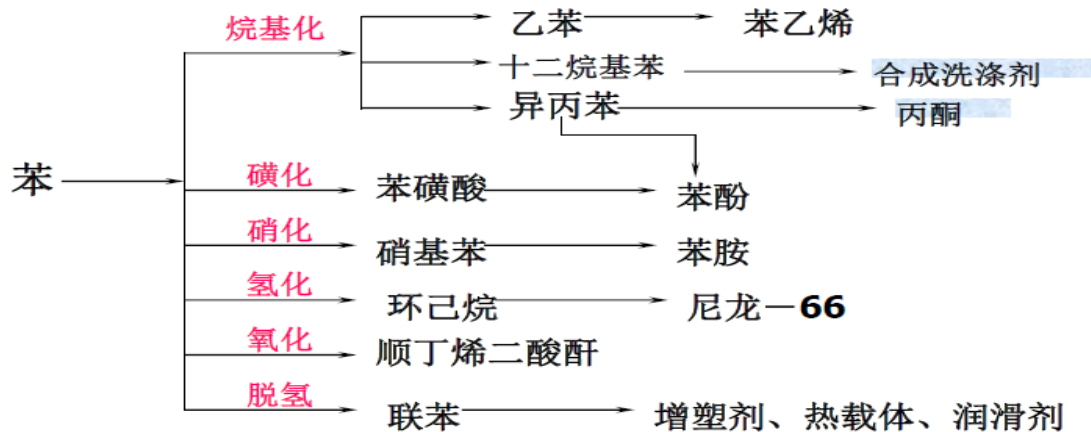 烷基化 乙苯 苯乙烯
十二烷基苯 合成洗涤剂
异丙苯 丙酮
苯 磺化 苯磺酸 苯酚
硝化 硝基苯 苯胺
氢化 环己烷 尼龙—66
氧化 顺丁烯二酸酐
脱氢 联苯 增塑剂、热载体、润滑剂